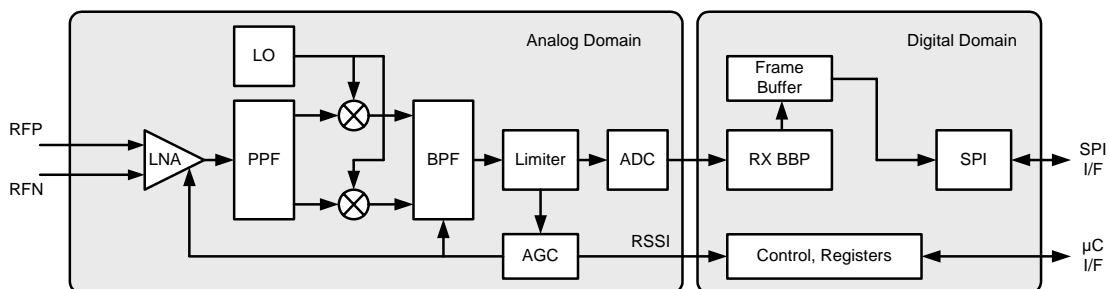 Analog Domain
Digital Domain
LO
Frame
Buffer
RFP
RFN
LNA
PPF
BPF
Limiter
ADC
RX BBP
SPI
SPI
I/F
AGC
RSSI
Control, Registers
µC
I/F